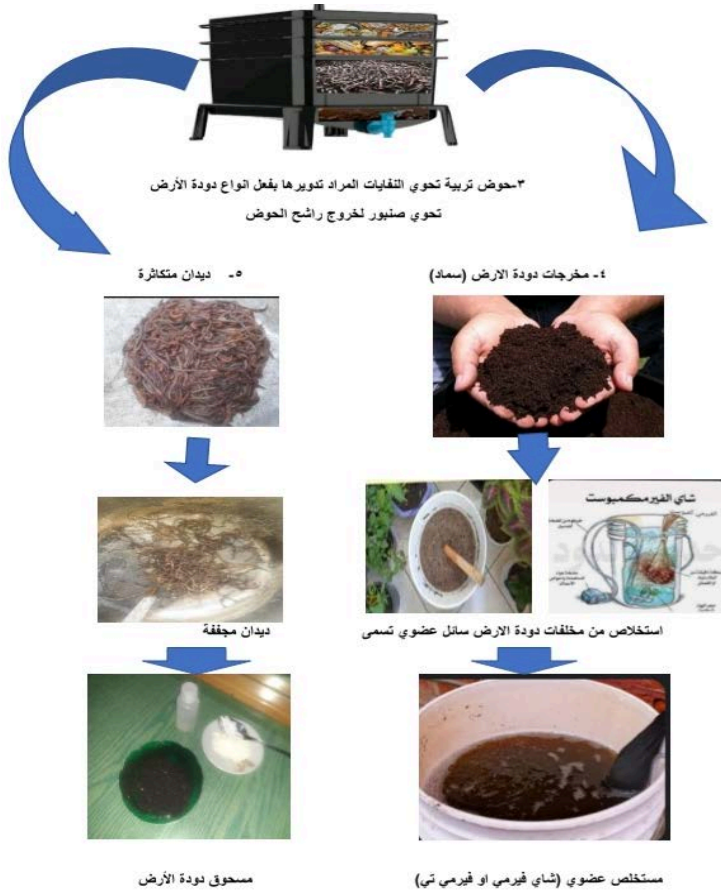 ٣-حوض تربية تحوي النفايات المراد تدويرها بفعل انواع دودة الأرض
تحوي صنبور لخروج راشح الحوض
٤- مخرجات دودة الارض (سماد)
٥- ديدان متكاثرة
شاي الفيرمكمبوست
استخلاص من مخلفات دودة الارض سائل عضوي تسمى
ديدان مجففة
مستخلص عضوي (شاي فيرمي او فيرمي تي)
مسحوق دودة الأرض